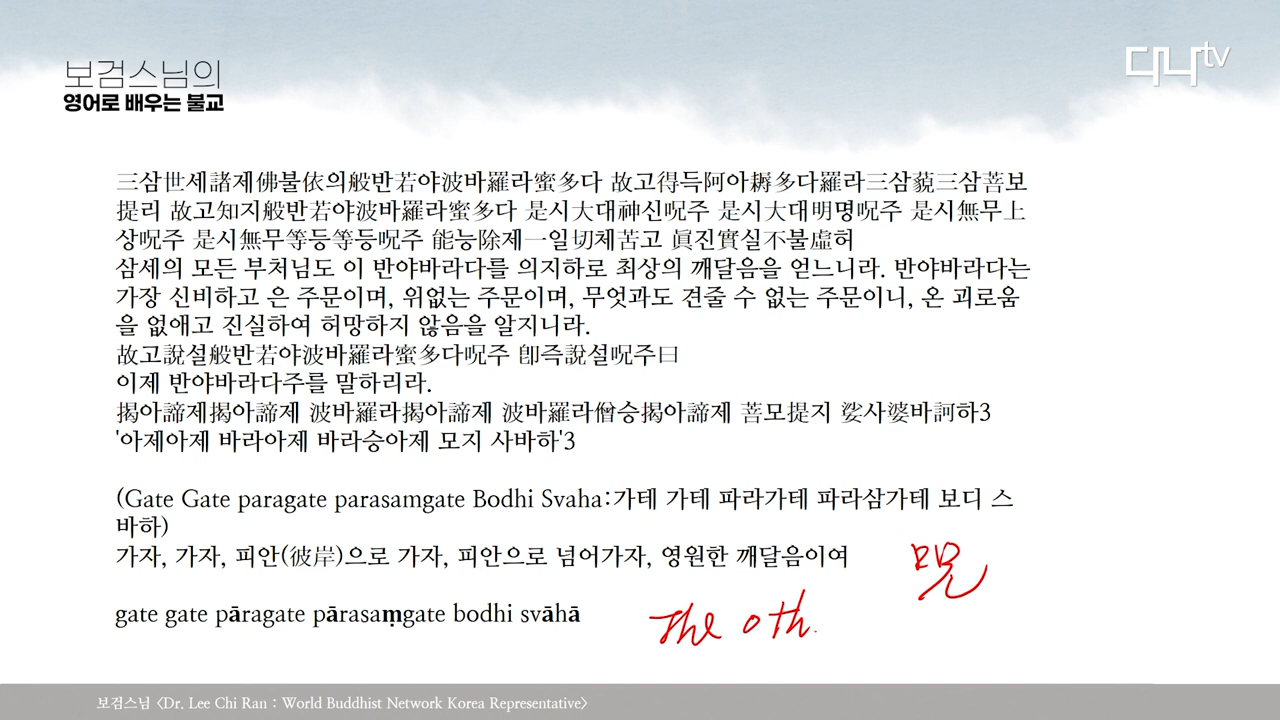 보검스님의
영어로 배우는 불교
다나tv
三삼世세諸제佛불依의般반若야波바羅라蜜多다 故고得득阿아耨多다羅라三삼藐三삼菩보
提리 故고知지般반若야波바羅라蜜多다 是시大대神신呪주 是시大대明명呪주 是시無무上
상呪주 是시無무等등等등呪주 能능除제一일切체苦고 眞진實실不불虛허
삼세의 모든 부처님도 이 반야바라다를 의지하로 최상의 깨달음을 얻느니라. 반야바라다는
가장 신비하고 은 주문이며, 위없는 주문이며, 무엇과도 견줄 수 없는 주문이니, 온 괴로움
을 없애고 진실하여 허망하지 않음을 알지니라.
故고說설般반若야波바羅라蜜多다呪주 卽즉說설呪주曰
이제 반야바라다주를 말하리라.
揭아諦제揭아諦제 波바羅라揭아諦제 波바羅라僧승揭아諦제 菩모提지 娑사婆바訶하3
'아제아제 바라아제 바라승아제 모지 사바하'3
(Gate Gate paragate parasamgate Bodhi Svaha:가테 가테 파라가테 파라삼가테 보디 스
바하)
가자, 가자, 피안(彼岸)으로 가자, 피안으로 넘어가자, 영원한 깨달음이여
呪
gate gate pāragate pārasaṃgate bodhi svāhā
the oth.
보검스님 <Dr. Lee Chi Ran : World Buddhist Network Korea Representative>